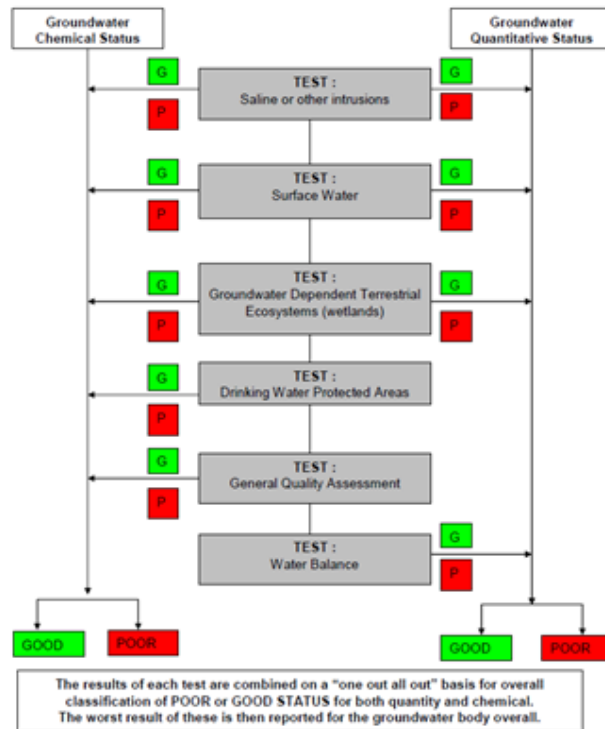 Groundwater
Chemical Status
Groundwater
Quantitative Status
G
P
TEST :
Saline or other intrusions
G
P
G
P
TEST :
Surface Water
G
P
G
P
TEST :
Groundwater Dependent Terrestrial
Ecosystems (wetlands)
G
P
G
P
TEST :
Drinking Water Protected Areas
G
P
TEST :
General Quality Assessment
TEST :
Water Balance
G
P
GOOD
POOR
GOOD
POOR
The results of each test are combined on a “one out all out” basis for overall
classification of POOR or GOOD STATUS for both quantity and chemical.
The worst result of these is then reported for the groundwater body overall.